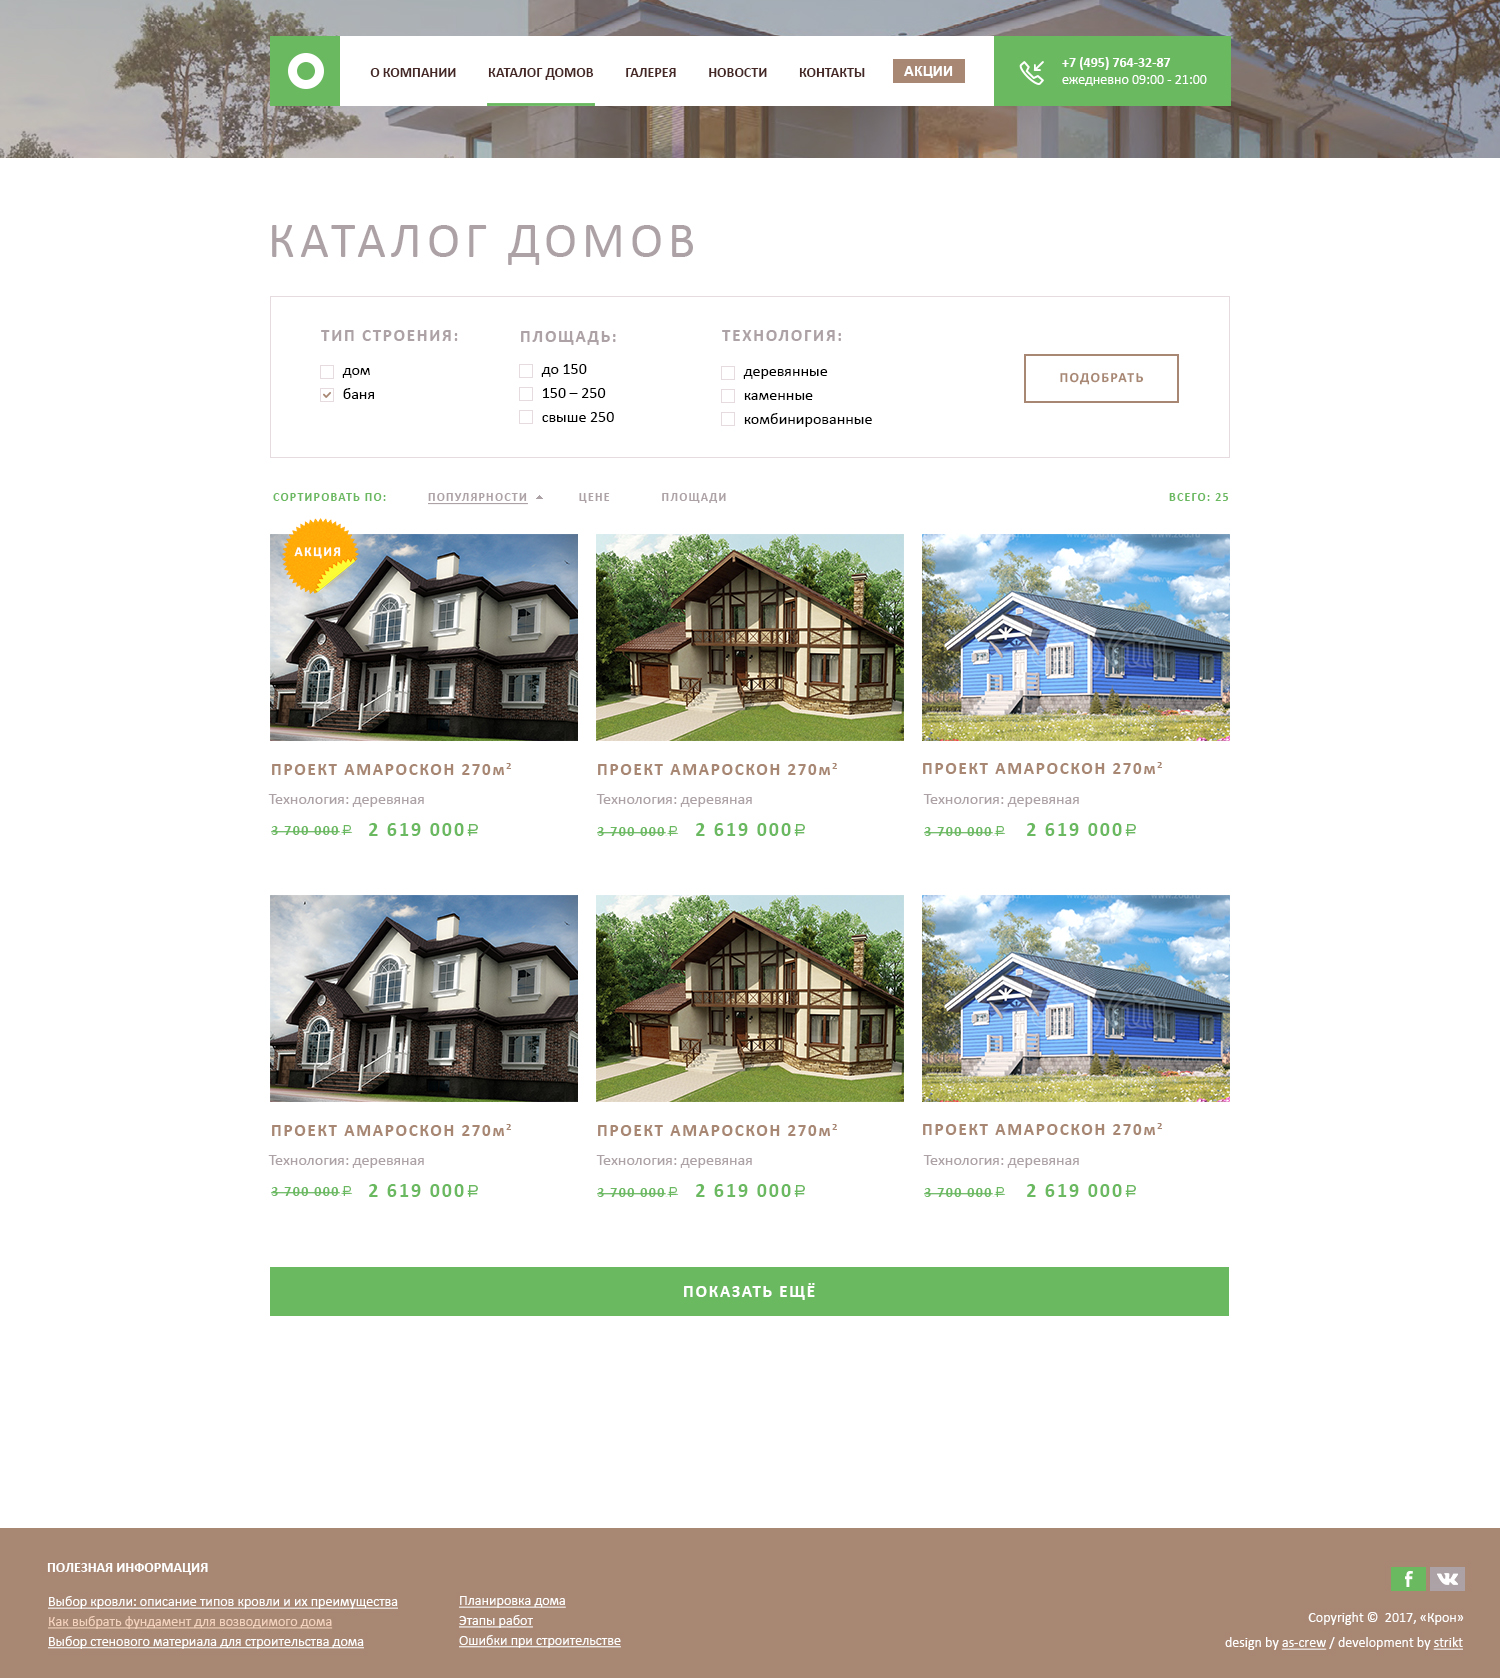 О КОМПАНИИ КАТАЛОГ ДОМОВ ГАЛЕРЕЯ НОВОСТИ КОНТАКТЫ АКЦИИ
+7 (495) 764-32-87
ежедневно 09:00 - 21:00
КАТАЛОГ ДОМОВ
ТИП СТРОЕНИЯ:
дом
баня
ПЛОЩАДЬ:
до 150
150 – 250
свыше 250
ТЕХНОЛОГИЯ:
деревянные
каменные
комбинированные
ПОДОБРАТЬ
СОРТИРОВАТЬ ПО: ПОПУЛЯРНОСТИ ЦЕНЕ ПЛОЩАДИ ВСЕГО: 25
АКЦИЯ
ПРОЕКТ АМАРОСКОН 270м²
Технология: деревяная
3 700 000₽ 2 619 000₽
ПРОЕКТ АМАРОСКОН 270м²
Технология: деревяная
3 700 000₽ 2 619 000₽
ПРОЕКТ АМАРОСКОН 270м²
Технология: деревяная
3 700 000₽ 2 619 000₽
ПРОЕКТ АМАРОСКОН 270м²
Технология: деревяная
3 700 000₽ 2 619 000₽
ПРОЕКТ АМАРОСКОН 270м²
Технология: деревяная
3 700 000₽ 2 619 000₽
ПРОЕКТ АМАРОСКОН 270м²
Технология: деревяная
3 700 000₽ 2 619 000₽
ПОКАЗАТЬ ЕЩЁ
ПОЛЕЗНАЯ ИНФОРМАЦИЯ
Выбор кровли: описание типов кровли и их преимущества
Как выбрать фундамент для возводимого дома
Выбор стенового материала для строительства дома
Планировка дома
Этапы работ
Ошибки при строительстве
Copyright © 2017, «Крон»
design by as-crew / development by strikt